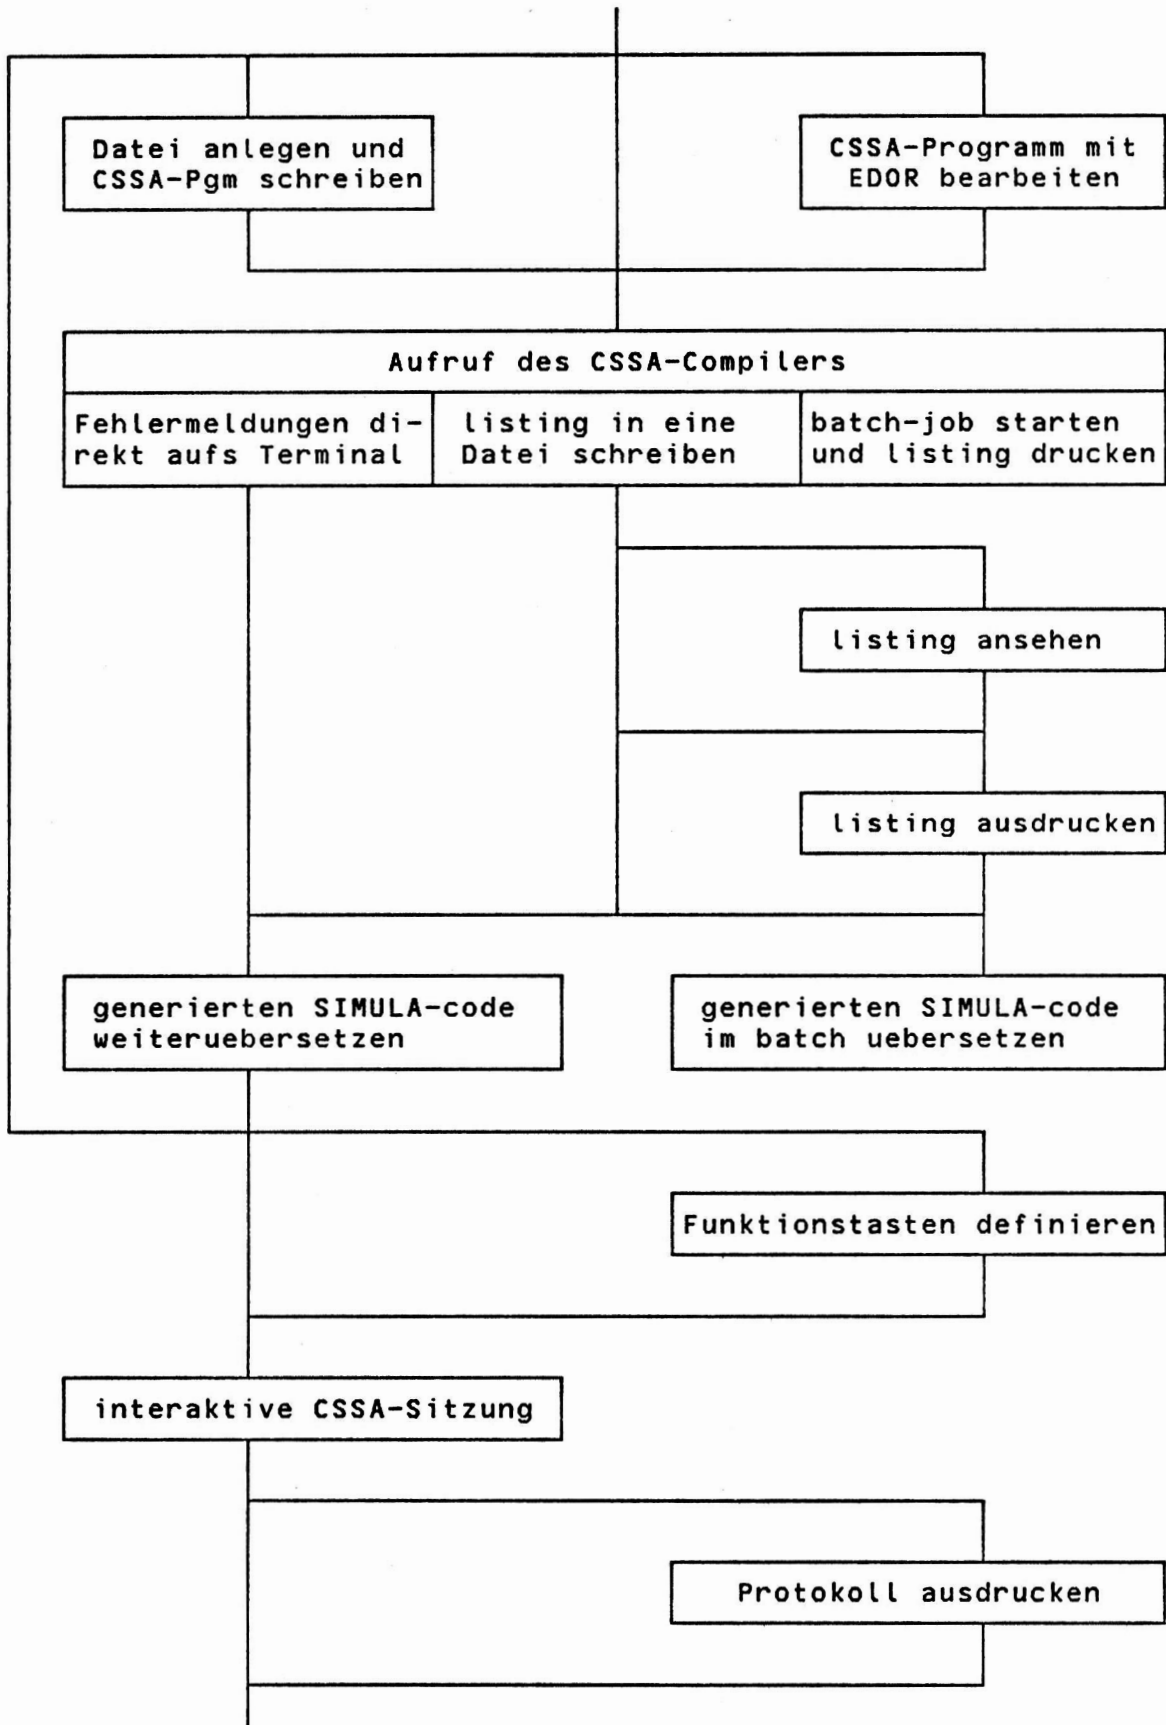 Datei anlegen und
CSSA-Pgm schreiben
CSSA-Programm mit
EDOR bearbeiten
Aufruf des CSSA-Compilers
Fehlermeldungen di-
rekt aufs Terminal
listing in eine
Datei schreiben
batch-job starten
und listing drucken
listing ansehen
listing ausdrucken
generierten SIMULA-code
weiteruebersetzen
generierten SIMULA-code
im batch uebersetzen
Funktionstasten definieren
interaktive CSSA-Sitzung
Protokoll ausdrucken